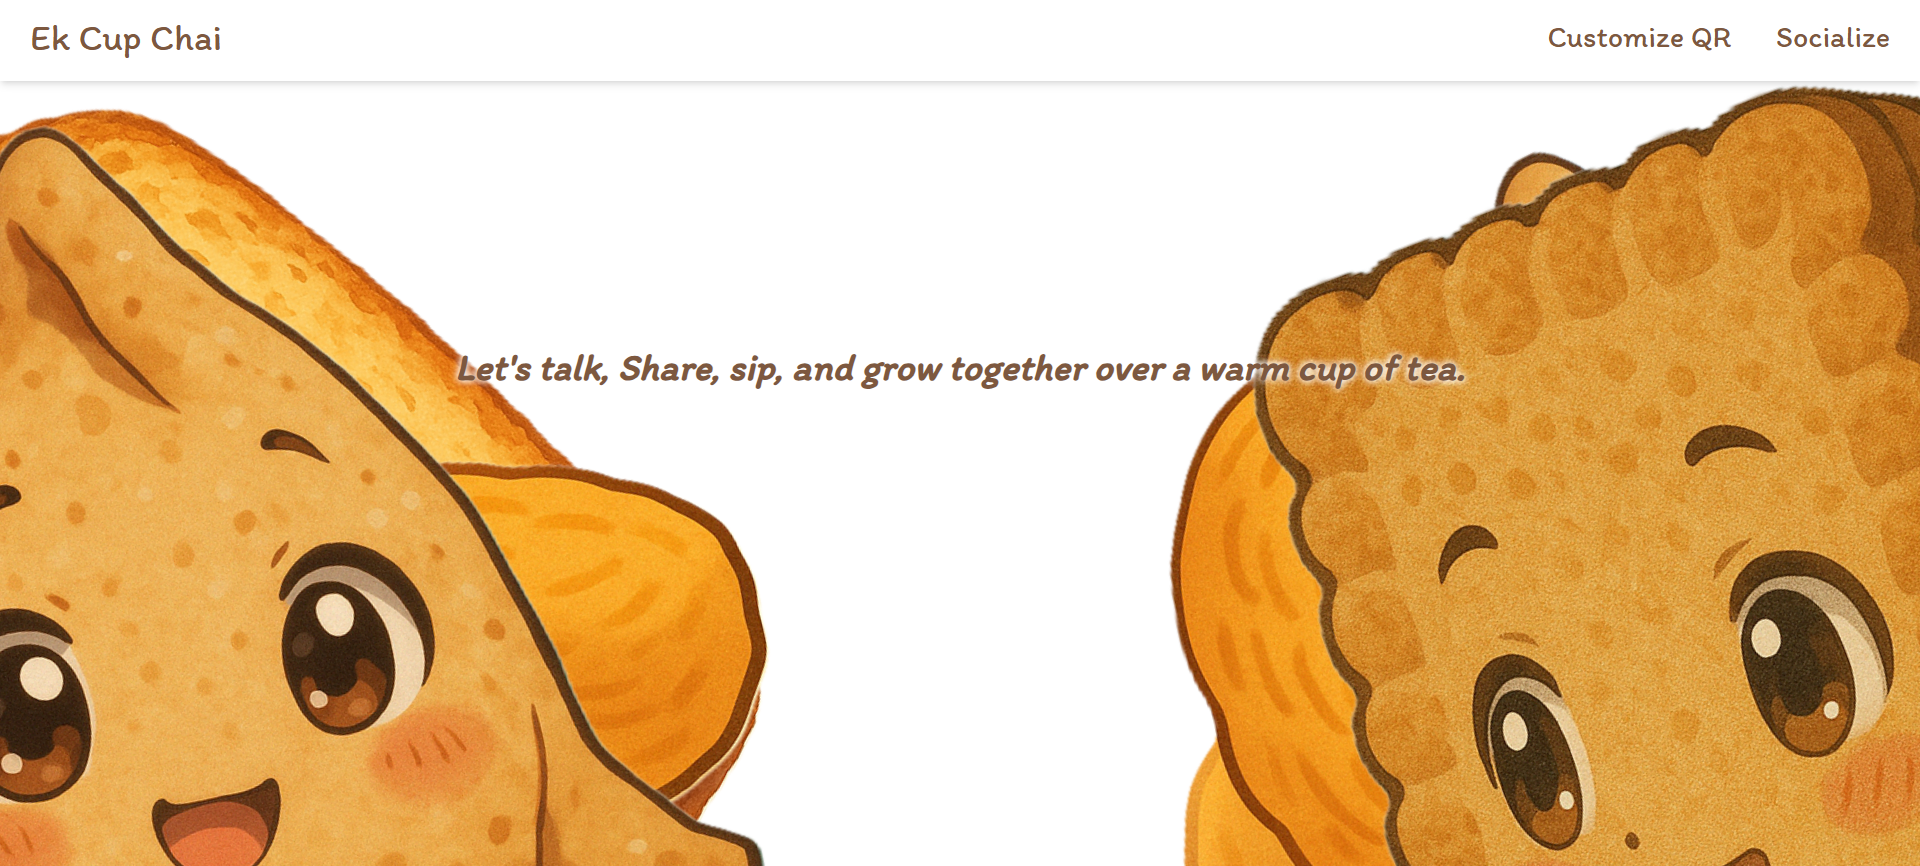 Ek Cup Chai
Customize QR
Socialize
Let's talk, Share, sip, and grow together over a warm cup of tea.